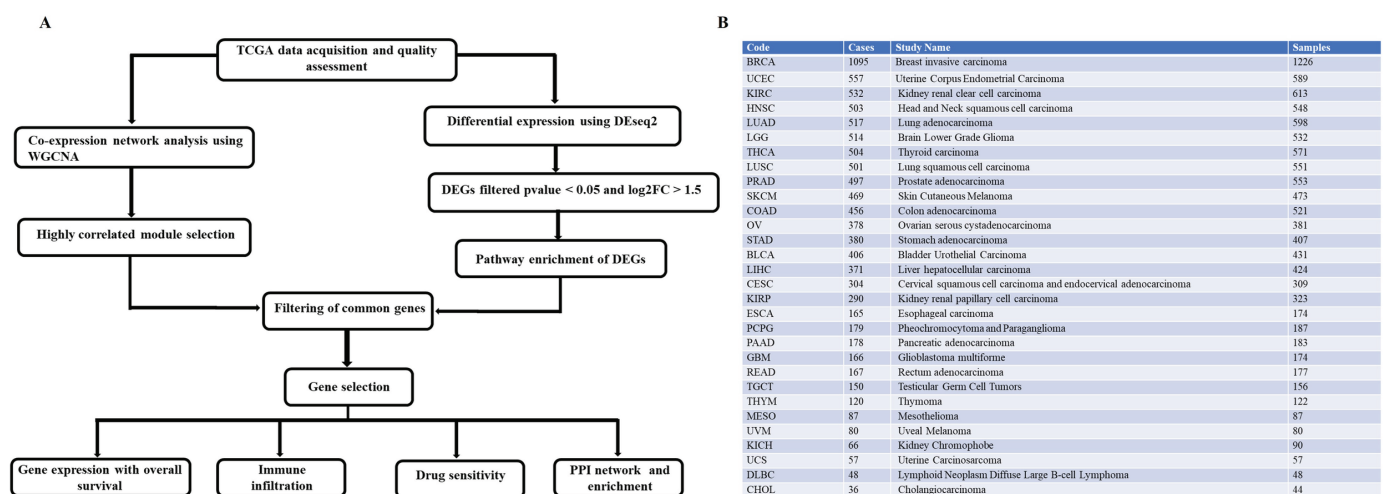 A
TCGA data acquisition and quality
assessment
Co-expression network analysis using
WGCNA
Differential expression using DEseq2
DEGs filtered pvalue < 0.05 and log2FC > 1.5
Highly correlated module selection
Pathway enrichment of DEGs
Filtering of common genes
Gene selection
Gene expression with overall
survival
Immune
infiltration
Drug sensitivity
PPI network and
enrichment
B
Code Cases Study Name Samples
BRCA 1095 Breast invasive carcinoma 1226
UCEC 557 Uterine Corpus Endometrial Carcinoma 589
KIRC 532 Kidney renal clear cell carcinoma 613
HNSC 503 Head and Neck squamous cell carcinoma 548
LUAD 517 Lung adenocarcinoma 598
LGG 514 Brain Lower Grade Glioma 532
THCA 504 Thyroid carcinoma 571
LUSC 501 Lung squamous cell carcinoma 551
PRAD 497 Prostate adenocarcinoma 553
SKCM 469 Skin Cutaneous Melanoma 473
COAD 456 Colon adenocarcinoma 521
OV 378 Ovarian serous cystadenocarcinoma 381
STAD 380 Stomach adenocarcinoma 407
BLCA 406 Bladder Urothelial Carcinoma 431
LIHC 371 Liver hepatocellular carcinoma 424
CESC 304 Cervical squamous cell carcinoma and endocervical adenocarcinoma 309
KIRP 290 Kidney renal papillary cell carcinoma 323
ESCA 165 Esophageal carcinoma 174
PCPG 179 Pheochromocytoma and Paraganglioma 187
PAAD 178 Pancreatic adenocarcinoma 183
GBM 166 Glioblastoma multiforme 174
READ 167 Rectum adenocarcinoma 177
TGCT 150 Testicular Germ Cell Tumors 156
THYM 120 Thymoma 122
MESO 87 Mesothelioma 87
UVM 80 Uveal Melanoma 80
KICH 66 Kidney Chromophobe 90
UCS 57 Uterine Carcinosarcoma 57
DLBC 48 Lymphoid Neoplasm Diffuse Large B-cell Lymphoma 48
CHOL 36 Cholangiocarcinoma 44